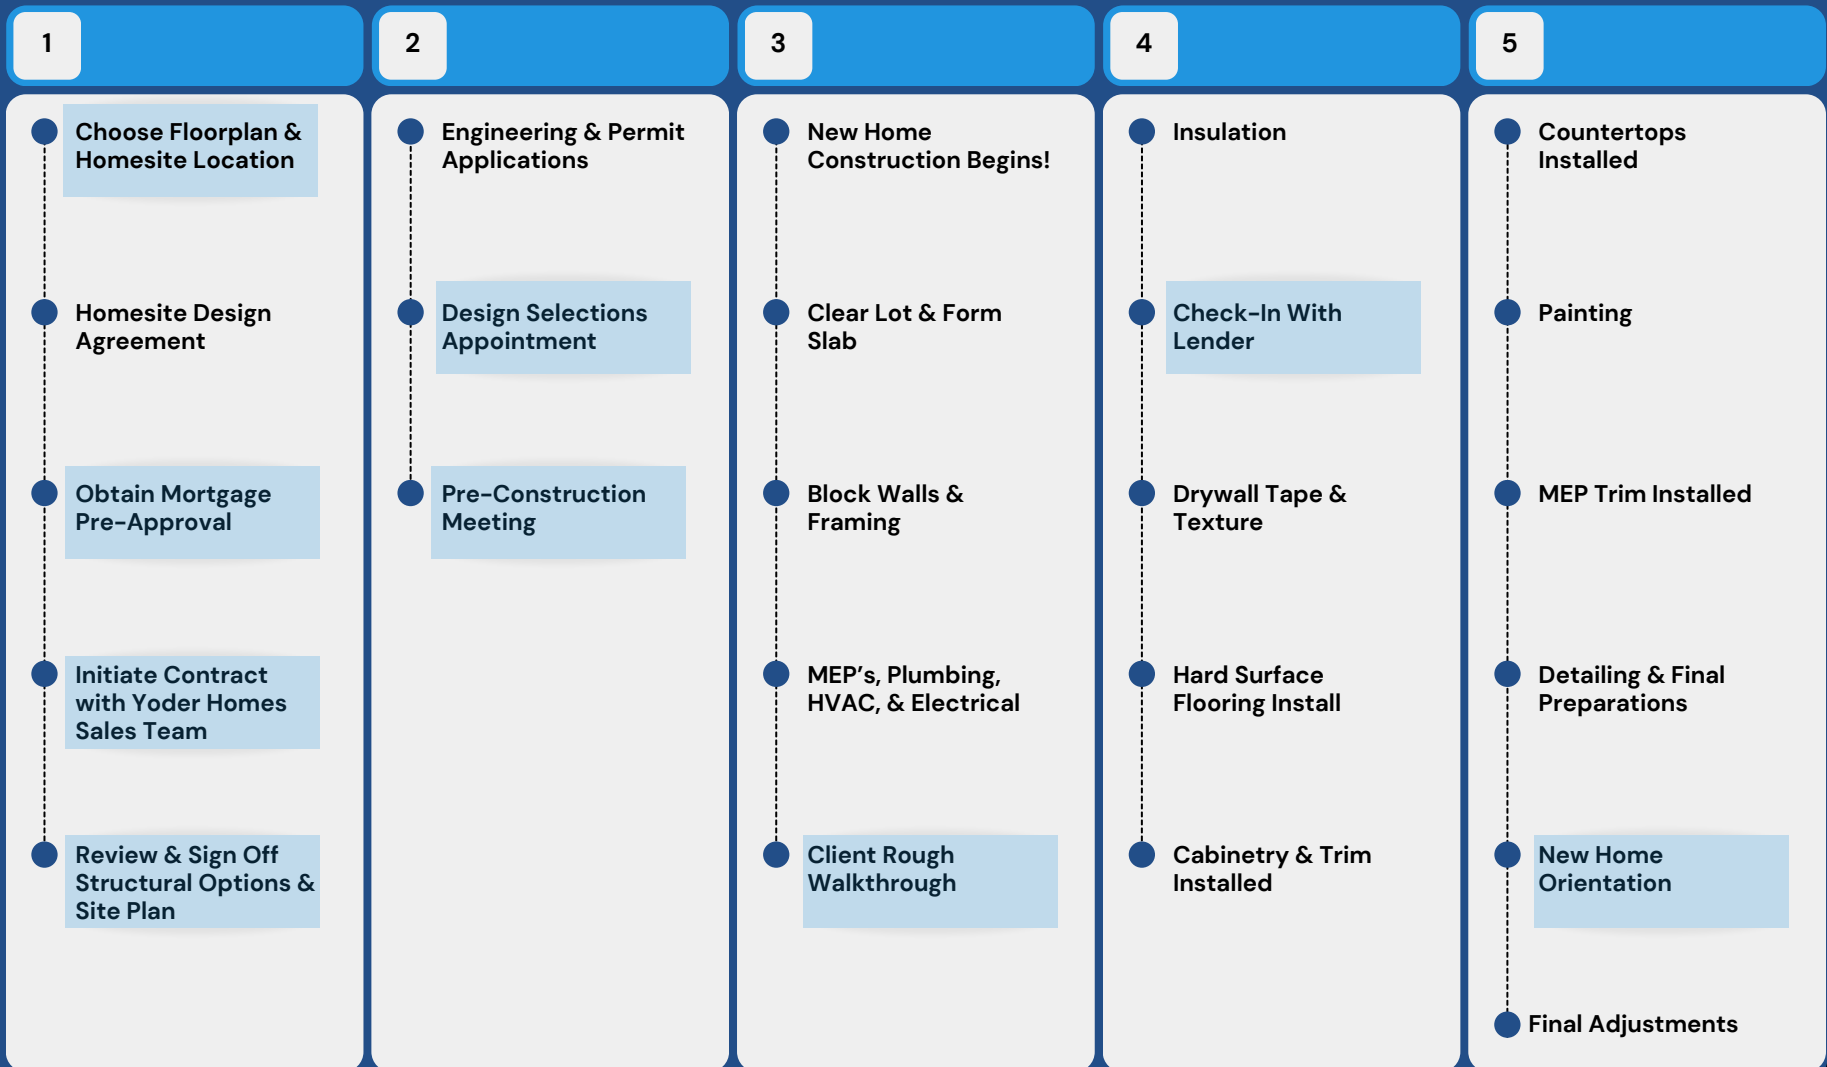 1
Choose Floorplan &
Homesite Location
Homesite Design
Agreement
Obtain Mortgage
Pre-Approval
Initiate Contract
with Yoder Homes
Sales Team
Review & Sign Off
Structural Options &
Site Plan
2
Engineering & Permit
Applications
Design Selections
Appointment
Pre-Construction
Meeting
3
New Home
Construction Begins!
Clear Lot & Form
Slab
Block Walls &
Framing
MEP’s, Plumbing,
HVAC, & Electrical
Client Rough
Walkthrough
4
Insulation
Check-In With
Lender
Drywall Tape &
Texture
Hard Surface
Flooring Install
Cabinetry & Trim
Installed
5
Countertops
Installed
Painting
MEP Trim Installed
Detailing & Final
Preparations
New Home
Orientation
Final Adjustments